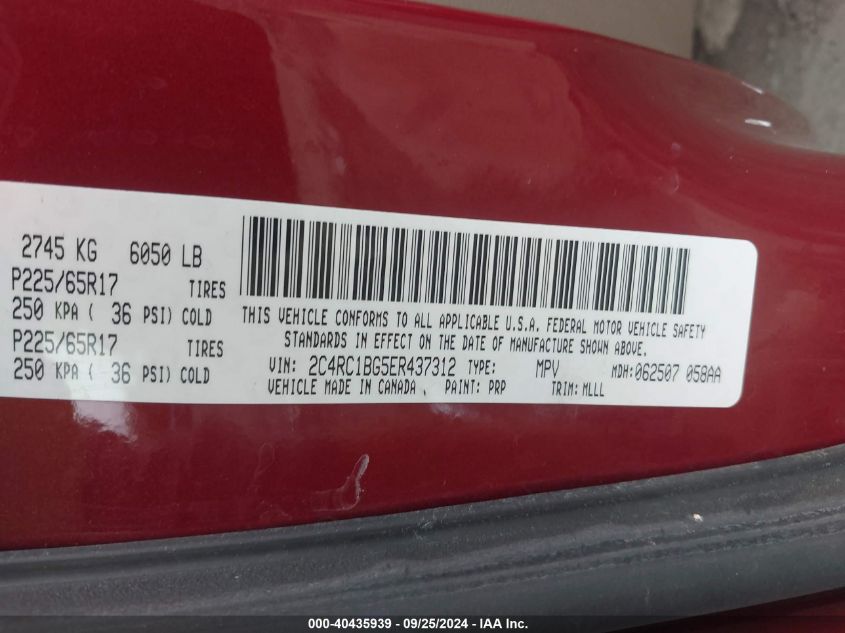 2745 KG 6050 LB
P225/65R17 TIRES
250 KPA ( 36 PSI) COLD
P225/65R17 TIRES
250 KPA ( 36 PSI) COLD
THIS VEHICLE CONFORMS TO ALL APPLICABLE U.S.A. FEDERAL MOTOR VEHICLE SAFETY
STANDARDS IN EFFECT ON THE DATE OF MANUFACTURE SHOWN ABOVE.
VIN: 2C4RC1BG5ER437312 TYPE: MPV MDH:062507 058AA
VEHICLE MADE IN CANADA . PAINT: PRP TRIM: MLLL
000-40435939 - 09/25/2024 - IAA Inc.